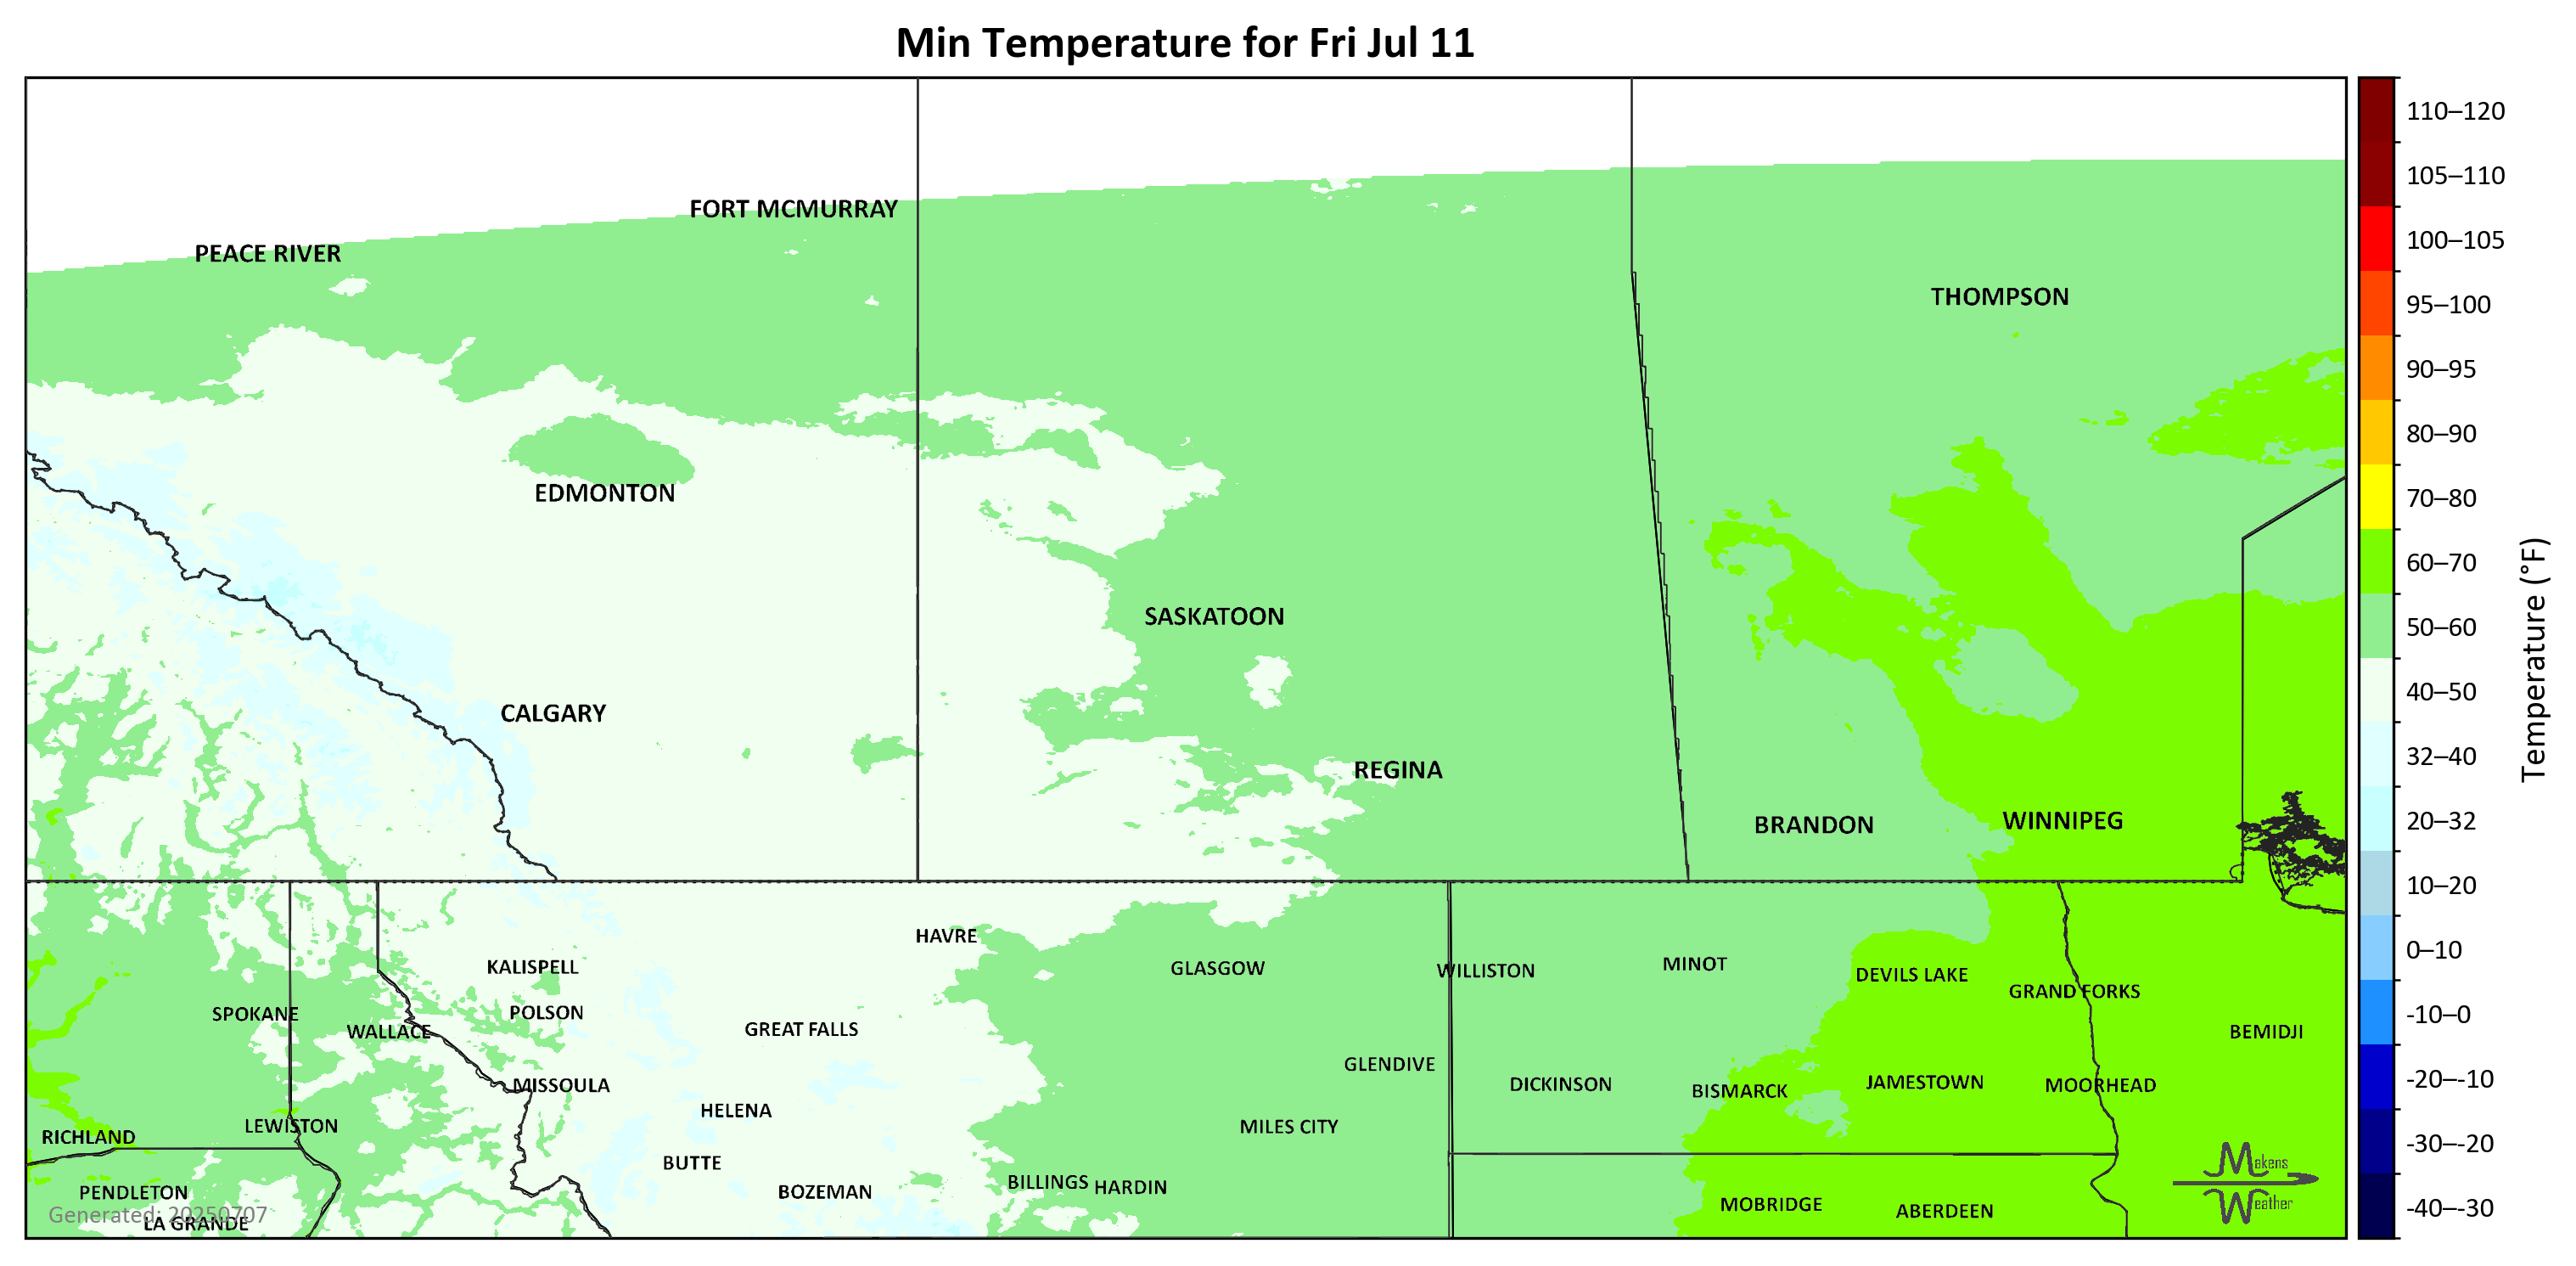 Min Temperature for Fri Jul 11
FORT MCMURRAY
PEACE RIVER
THOMPSON
EDMONTON
SASKATOON
CALGARY
REGINA
BRANDON
WINNIPEG
HAVRE
KALISPELL
GLASGOW
WILLISTON
MINOT
DEVILS LAKE
GRAND FORKS
SPOKANE
POLSON
WALLACE
GREAT FALLS
BEMIDJI
GLENDIVE
MISSOULA
DICKINSON
BISMARCK
JAMESTOWN
MOORHEAD
HELENA
LEWISTON
MILES CITY
RICHLAND
BUTTE
BILLINGS
HARDIN
PENDLETON
BOZEMAN
MOBRIDGE
ABERDEEN
Generated: 20250707
LA GRANDE
Makens
Weather
110–120
105–110
100–105
95–100
90–95
80–90
70–80
60–70
50–60
40–50
32–40
20–32
10–20
0–10
-10–0
-20–-10
-30–-20
-40–-30
Temperature (°F)